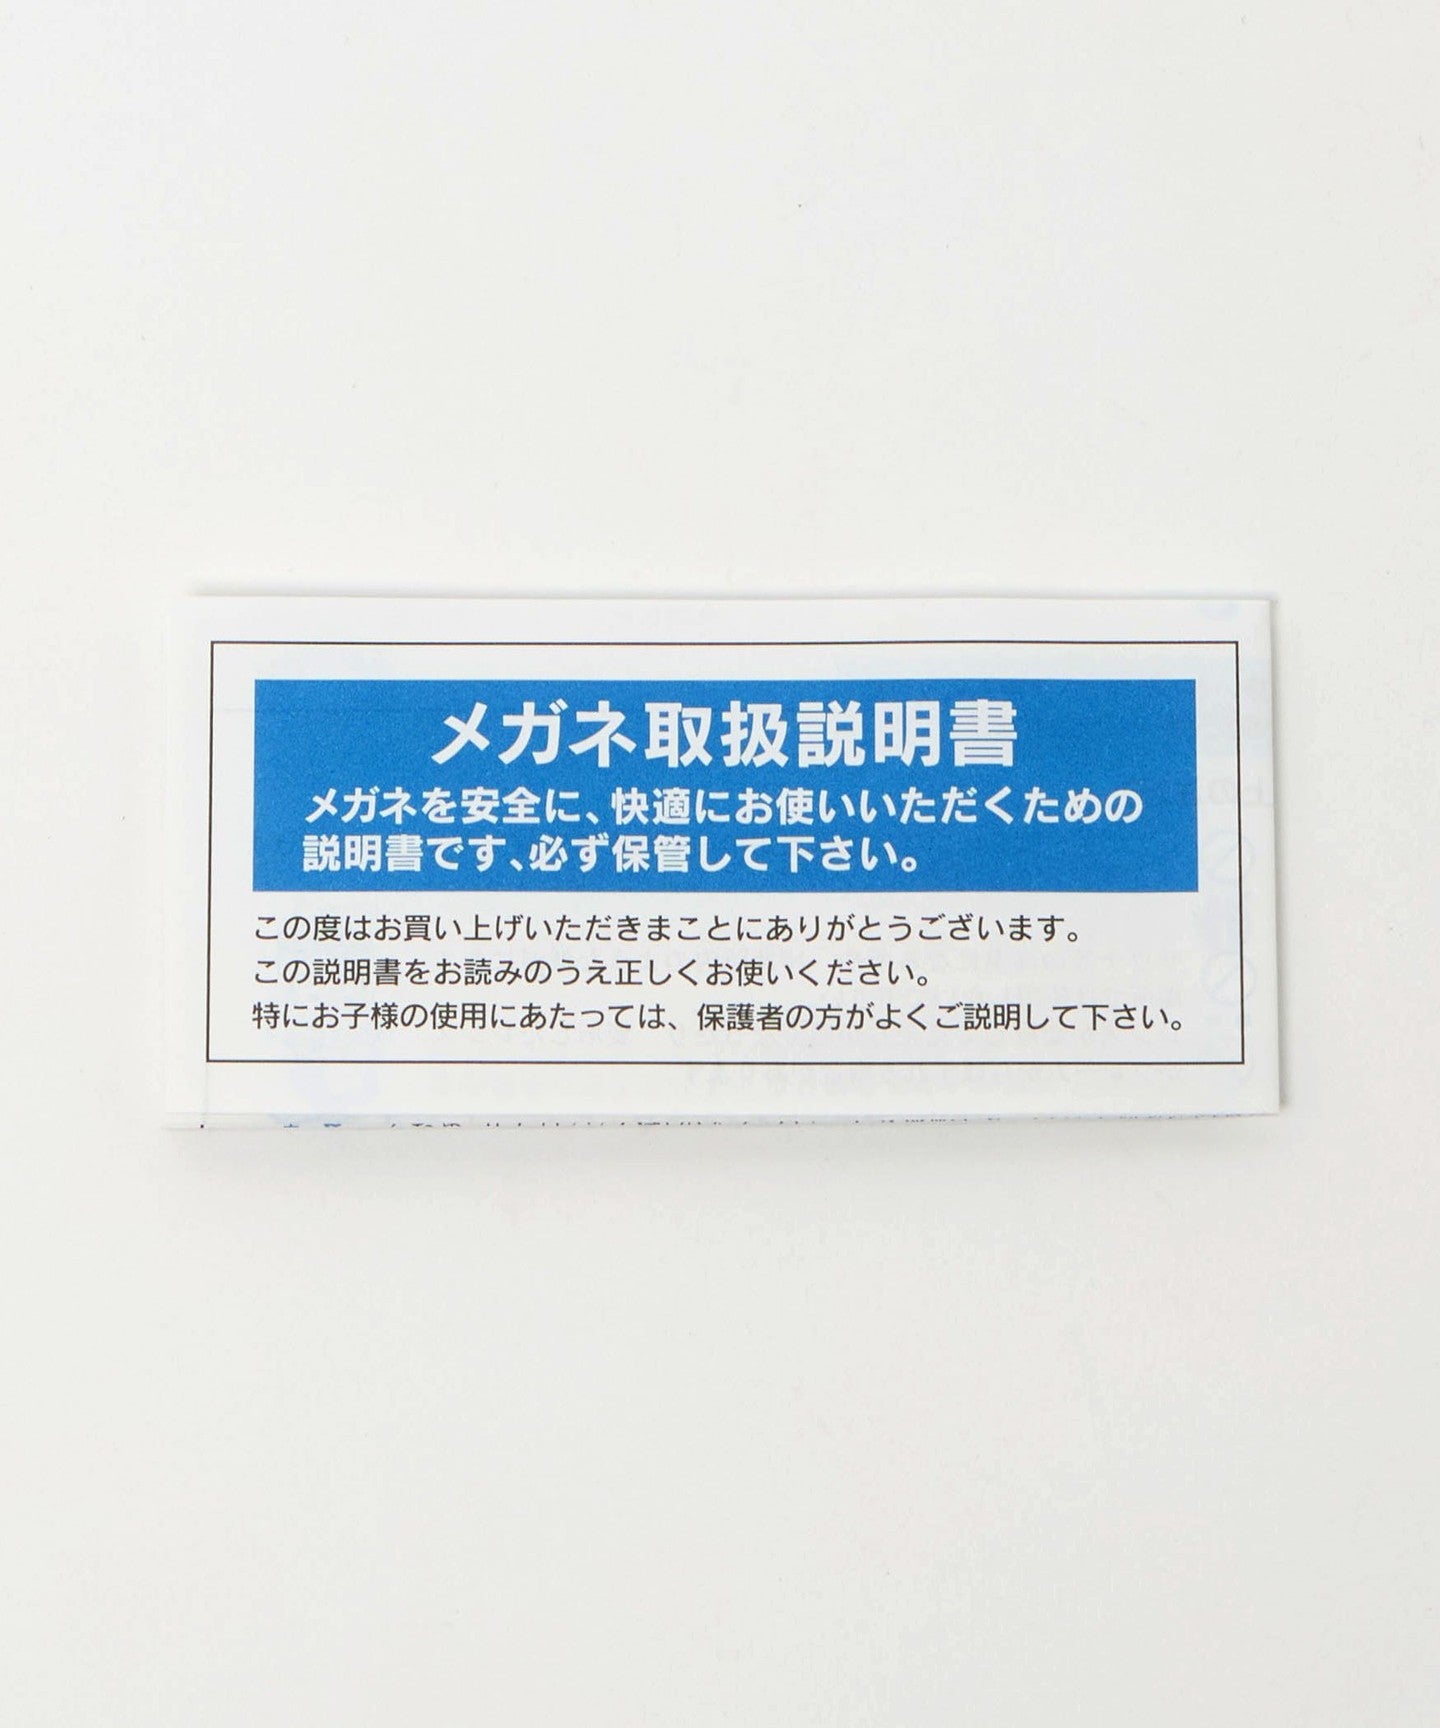 メガネ取扱説明書
メガネを安全に、快適にお使いいただくための
説明書です、必ず保管して下さい。
この度はお買い上げいただきまことにありがとうございます。
この説明書をお読みのうえ正しくお使いください。
特にお子様の使用にあたっては、保護者の方がよくご説明して下さい。